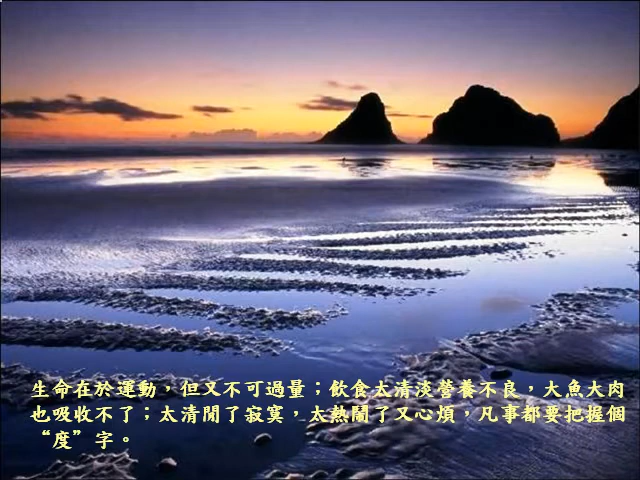 生命在於運動，但又不可過量；飲食太清淡營養不良，大魚大肉
也吸收不了；太清閒了寂寞，太熱鬧了又心煩，凡事都要把握個
“度”字。